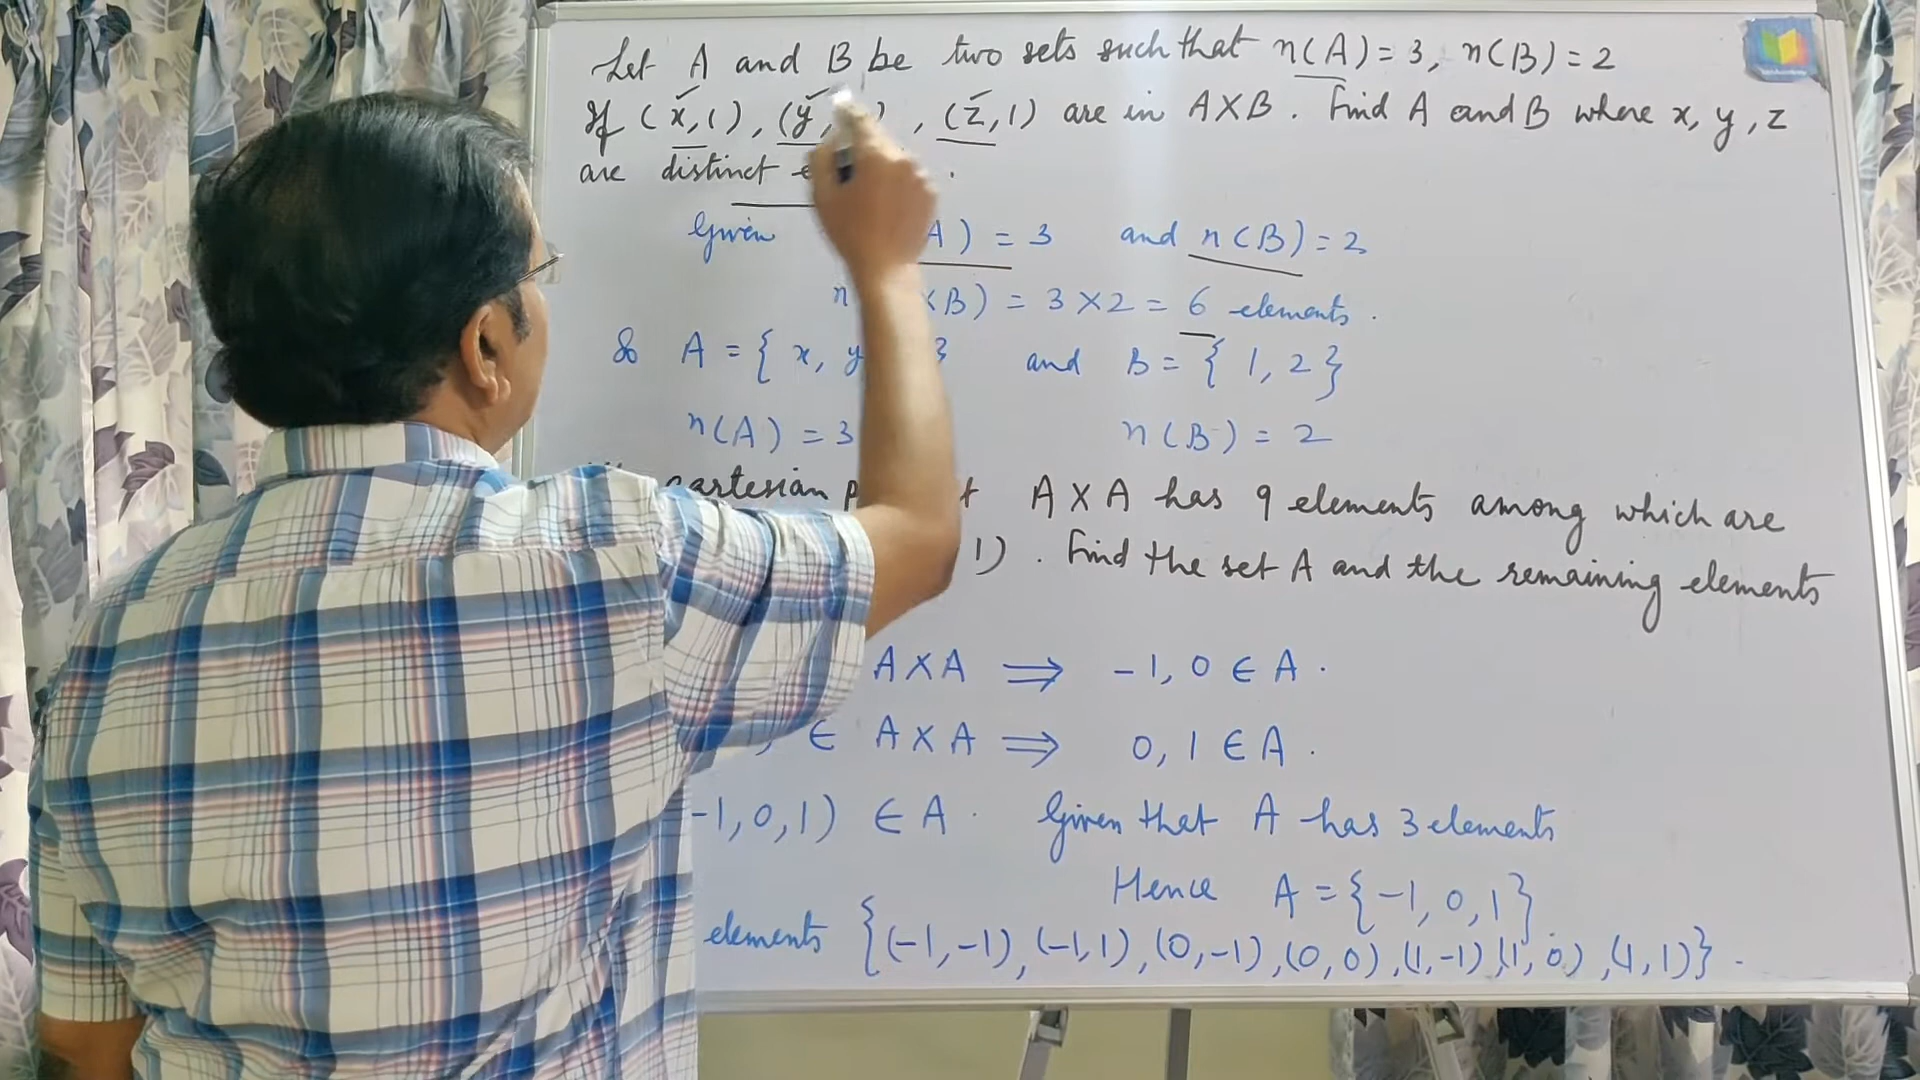 Let A and B be two sets such that n(A) = 3, n(B) = 2
If (x,1), (y, ), (z,1) are in A×B. Find A and B where x, y, z
are distinct .
Given A) = 3 and n(B) = 2
n ×B) = 3×2 = 6 elements.
So A = { x, y } and B = { 1, 2 }
n(A) = 3 n(B) = 2
cartesian A×A has 9 elements among which are
1). Find the set A and the remaining elements
A×A ⇒ -1, 0 ∈ A.
∈ A×A ⇒ 0, 1 ∈ A.
-1, 0, 1) ∈ A. Given that A has 3 elements
Hence A = {-1, 0, 1}
elements {(-1,-1), (-1,1), (0,-1), (0,0), (1,-1), (1,0), (1,1)}.